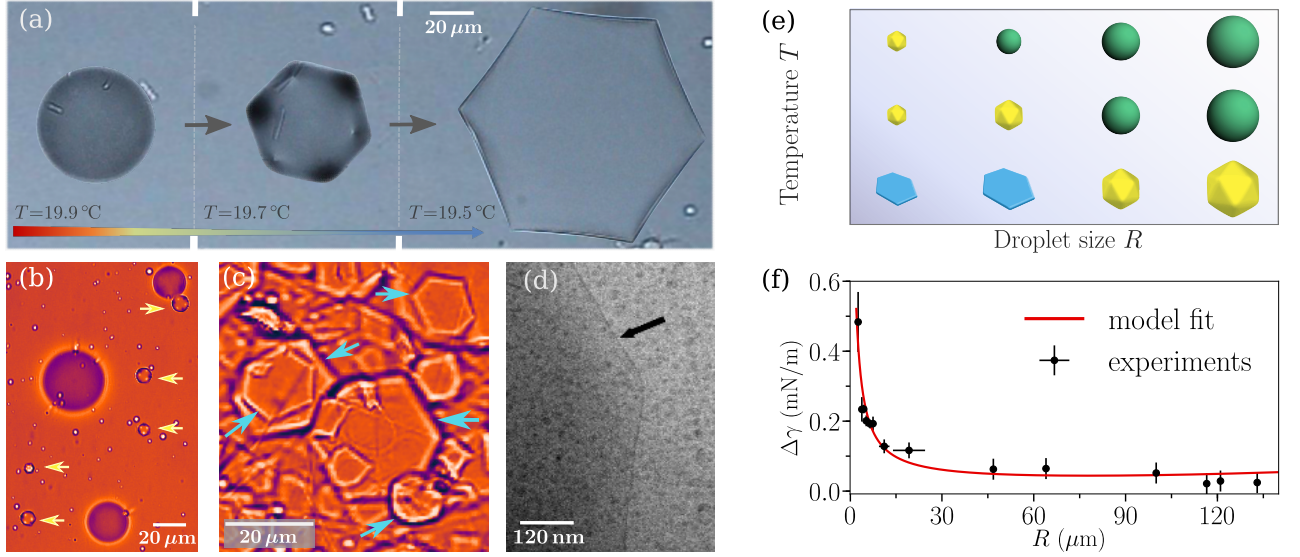 (a)
20 μm
T=19.9 °C
T=19.7 °C
T=19.5 °C
(b)
20 μm
(c)
20 μm
(d)
120 nm
(e)
Temperature T
Droplet size R
(f)
0.6
0.4
0.2
0.0
Δγ (mN/m)
model fit
experiments
0
30
60
90
120
R (μm)